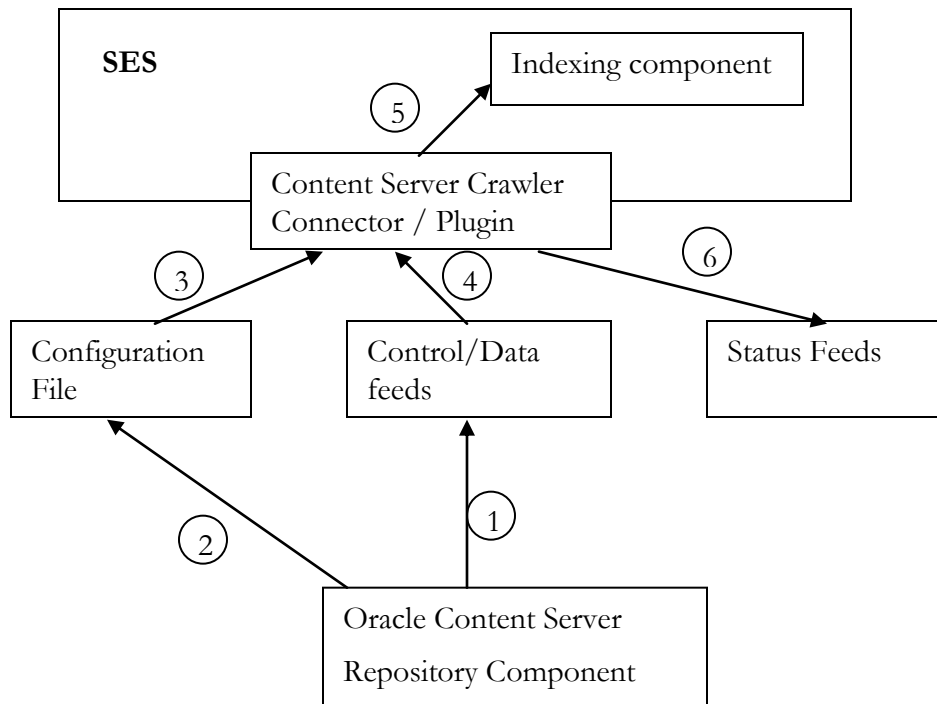 SES
Indexing component
5
Content Server Crawler
Connector / Plugin
3
4
6
Configuration
File
Control/Data
feeds
Status Feeds
2
1
Oracle Content Server
Repository Component